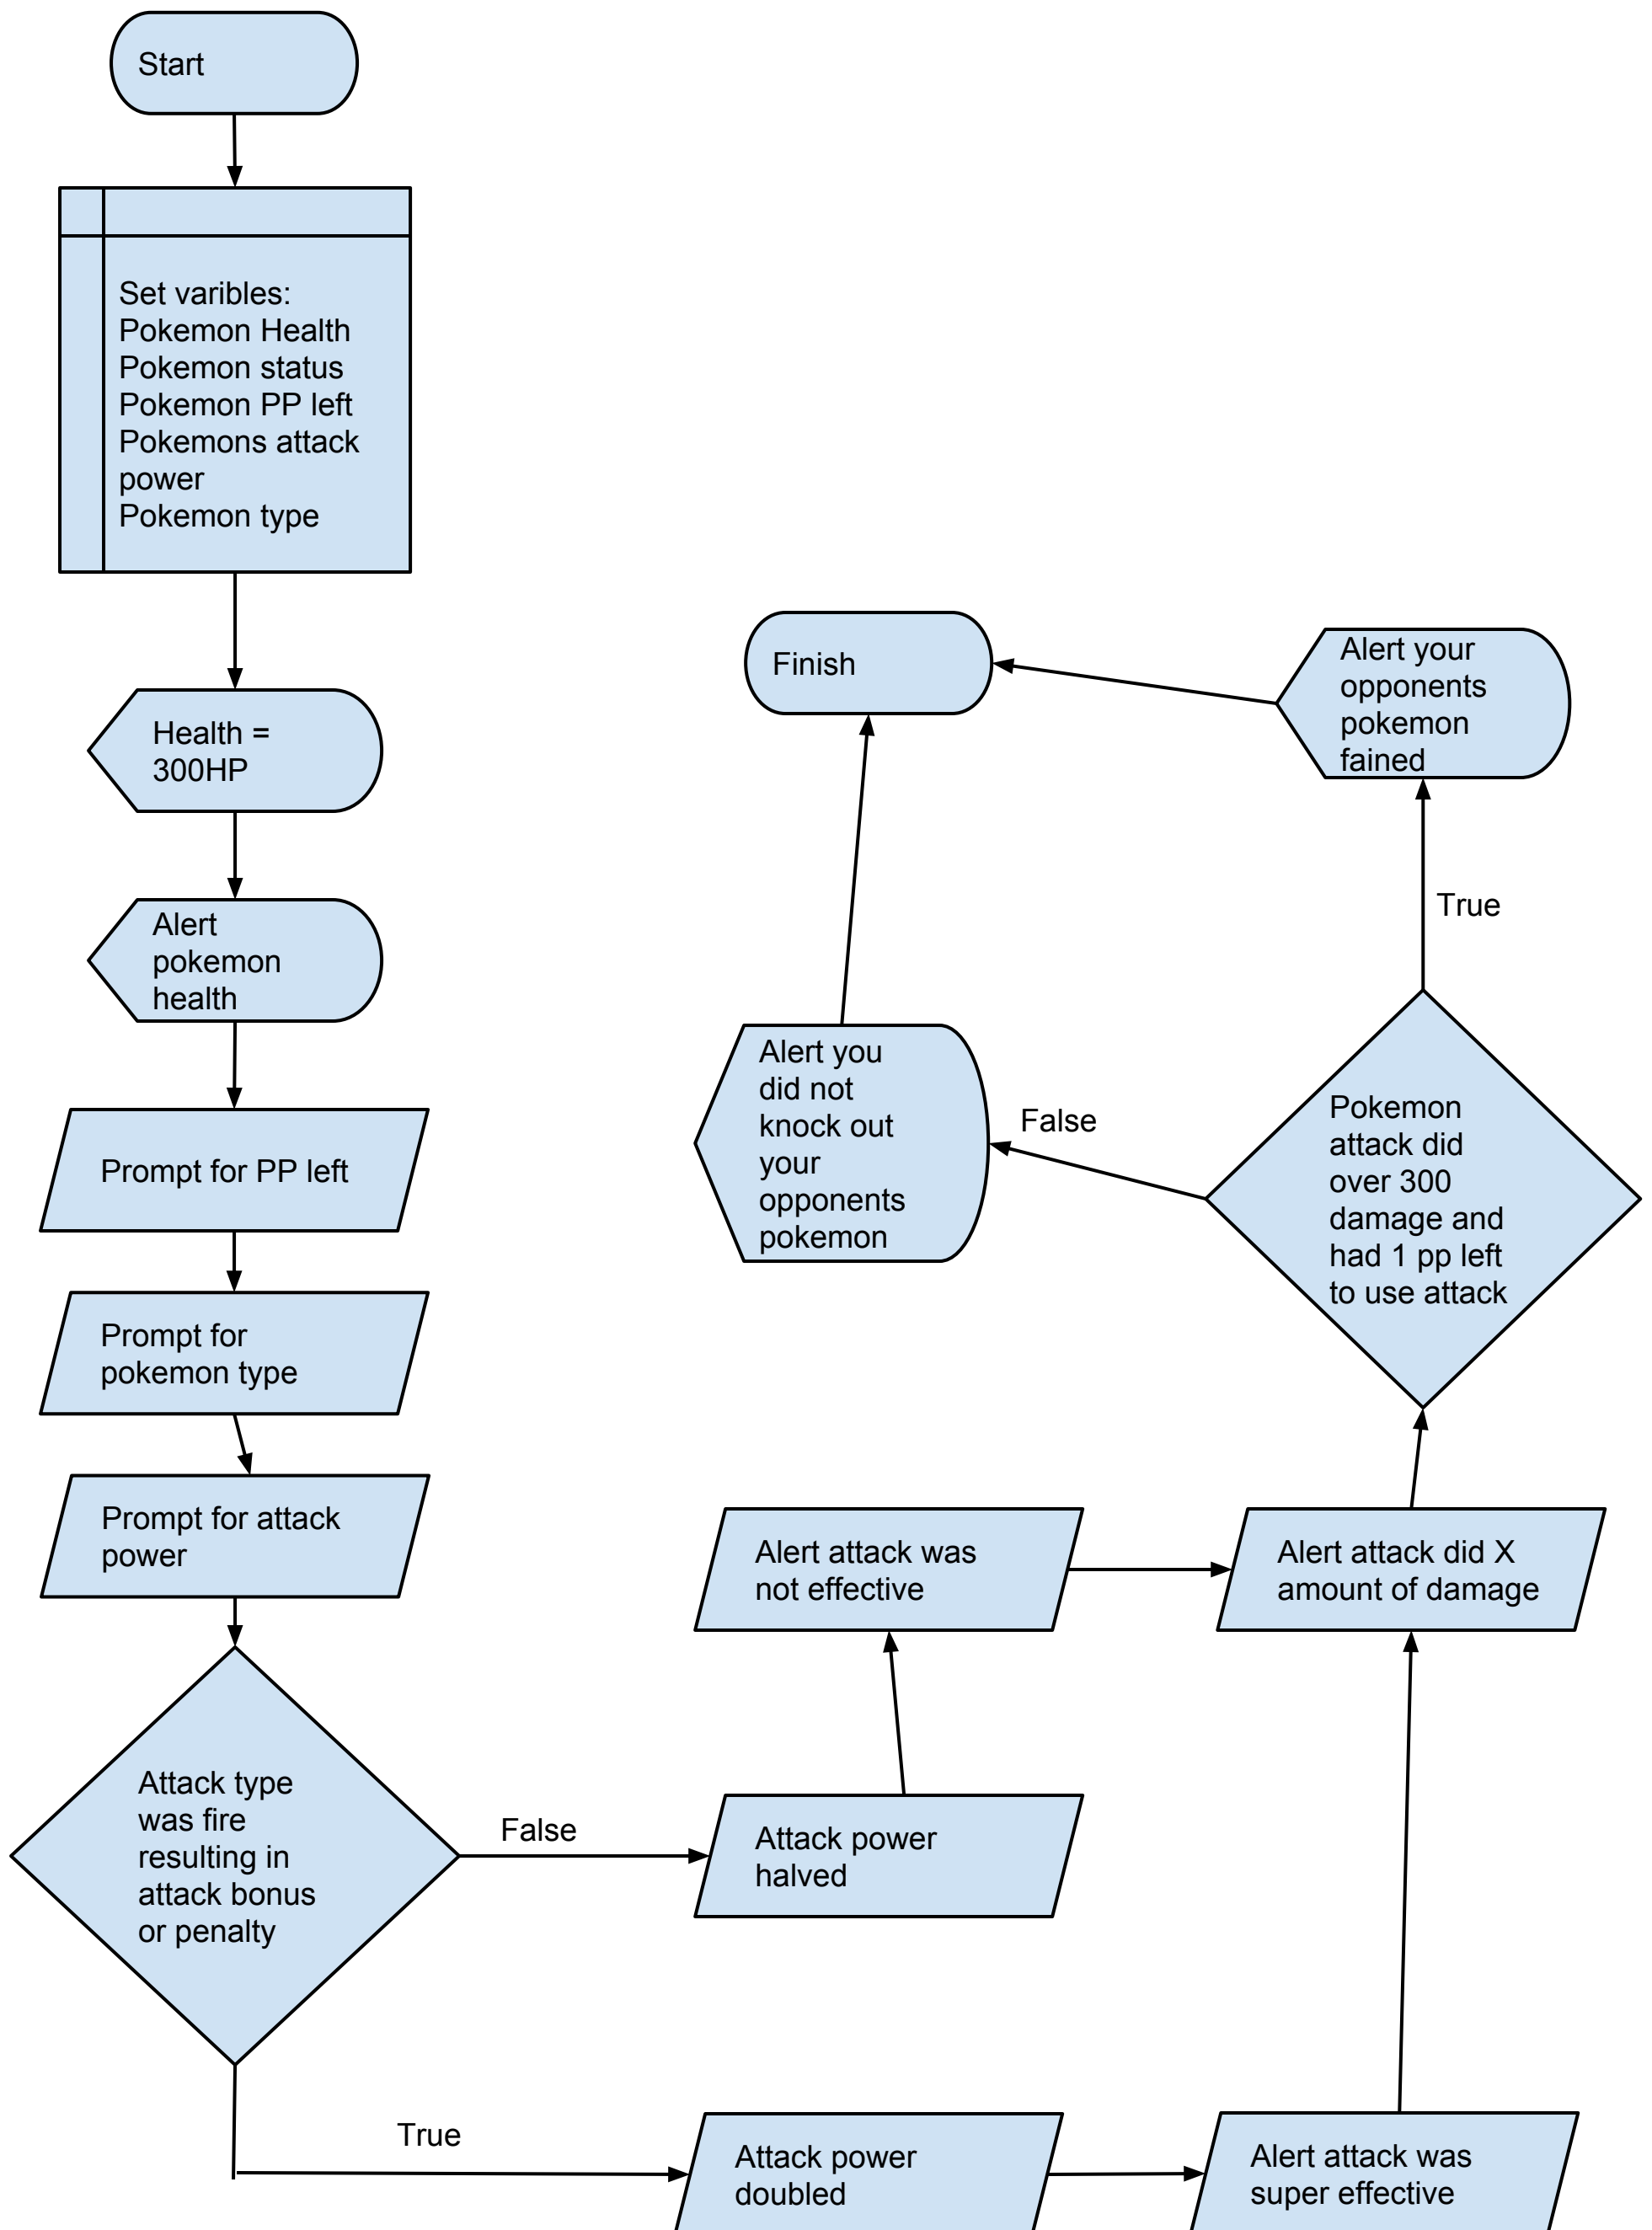 Start
Set varibles:
Pokemon Health
Pokemon status
Pokemon PP left
Pokemons attack
power
Pokemon type
Health =
300HP
Alert
pokemon
health
Prompt for PP left
Prompt for
pokemon type
Prompt for attack
power
Attack type
was fire
resulting in
attack bonus
or penalty
False
Attack power
halved
Alert attack was
not effective
True
Attack power
doubled
Alert attack was
super effective
Alert attack did X
amount of damage
Pokemon
attack did
over 300
damage and
had 1 pp left
to use attack
False
Alert you
did not
knock out
your
opponents
pokemon
True
Alert your
opponents
pokemon
fained
Finish